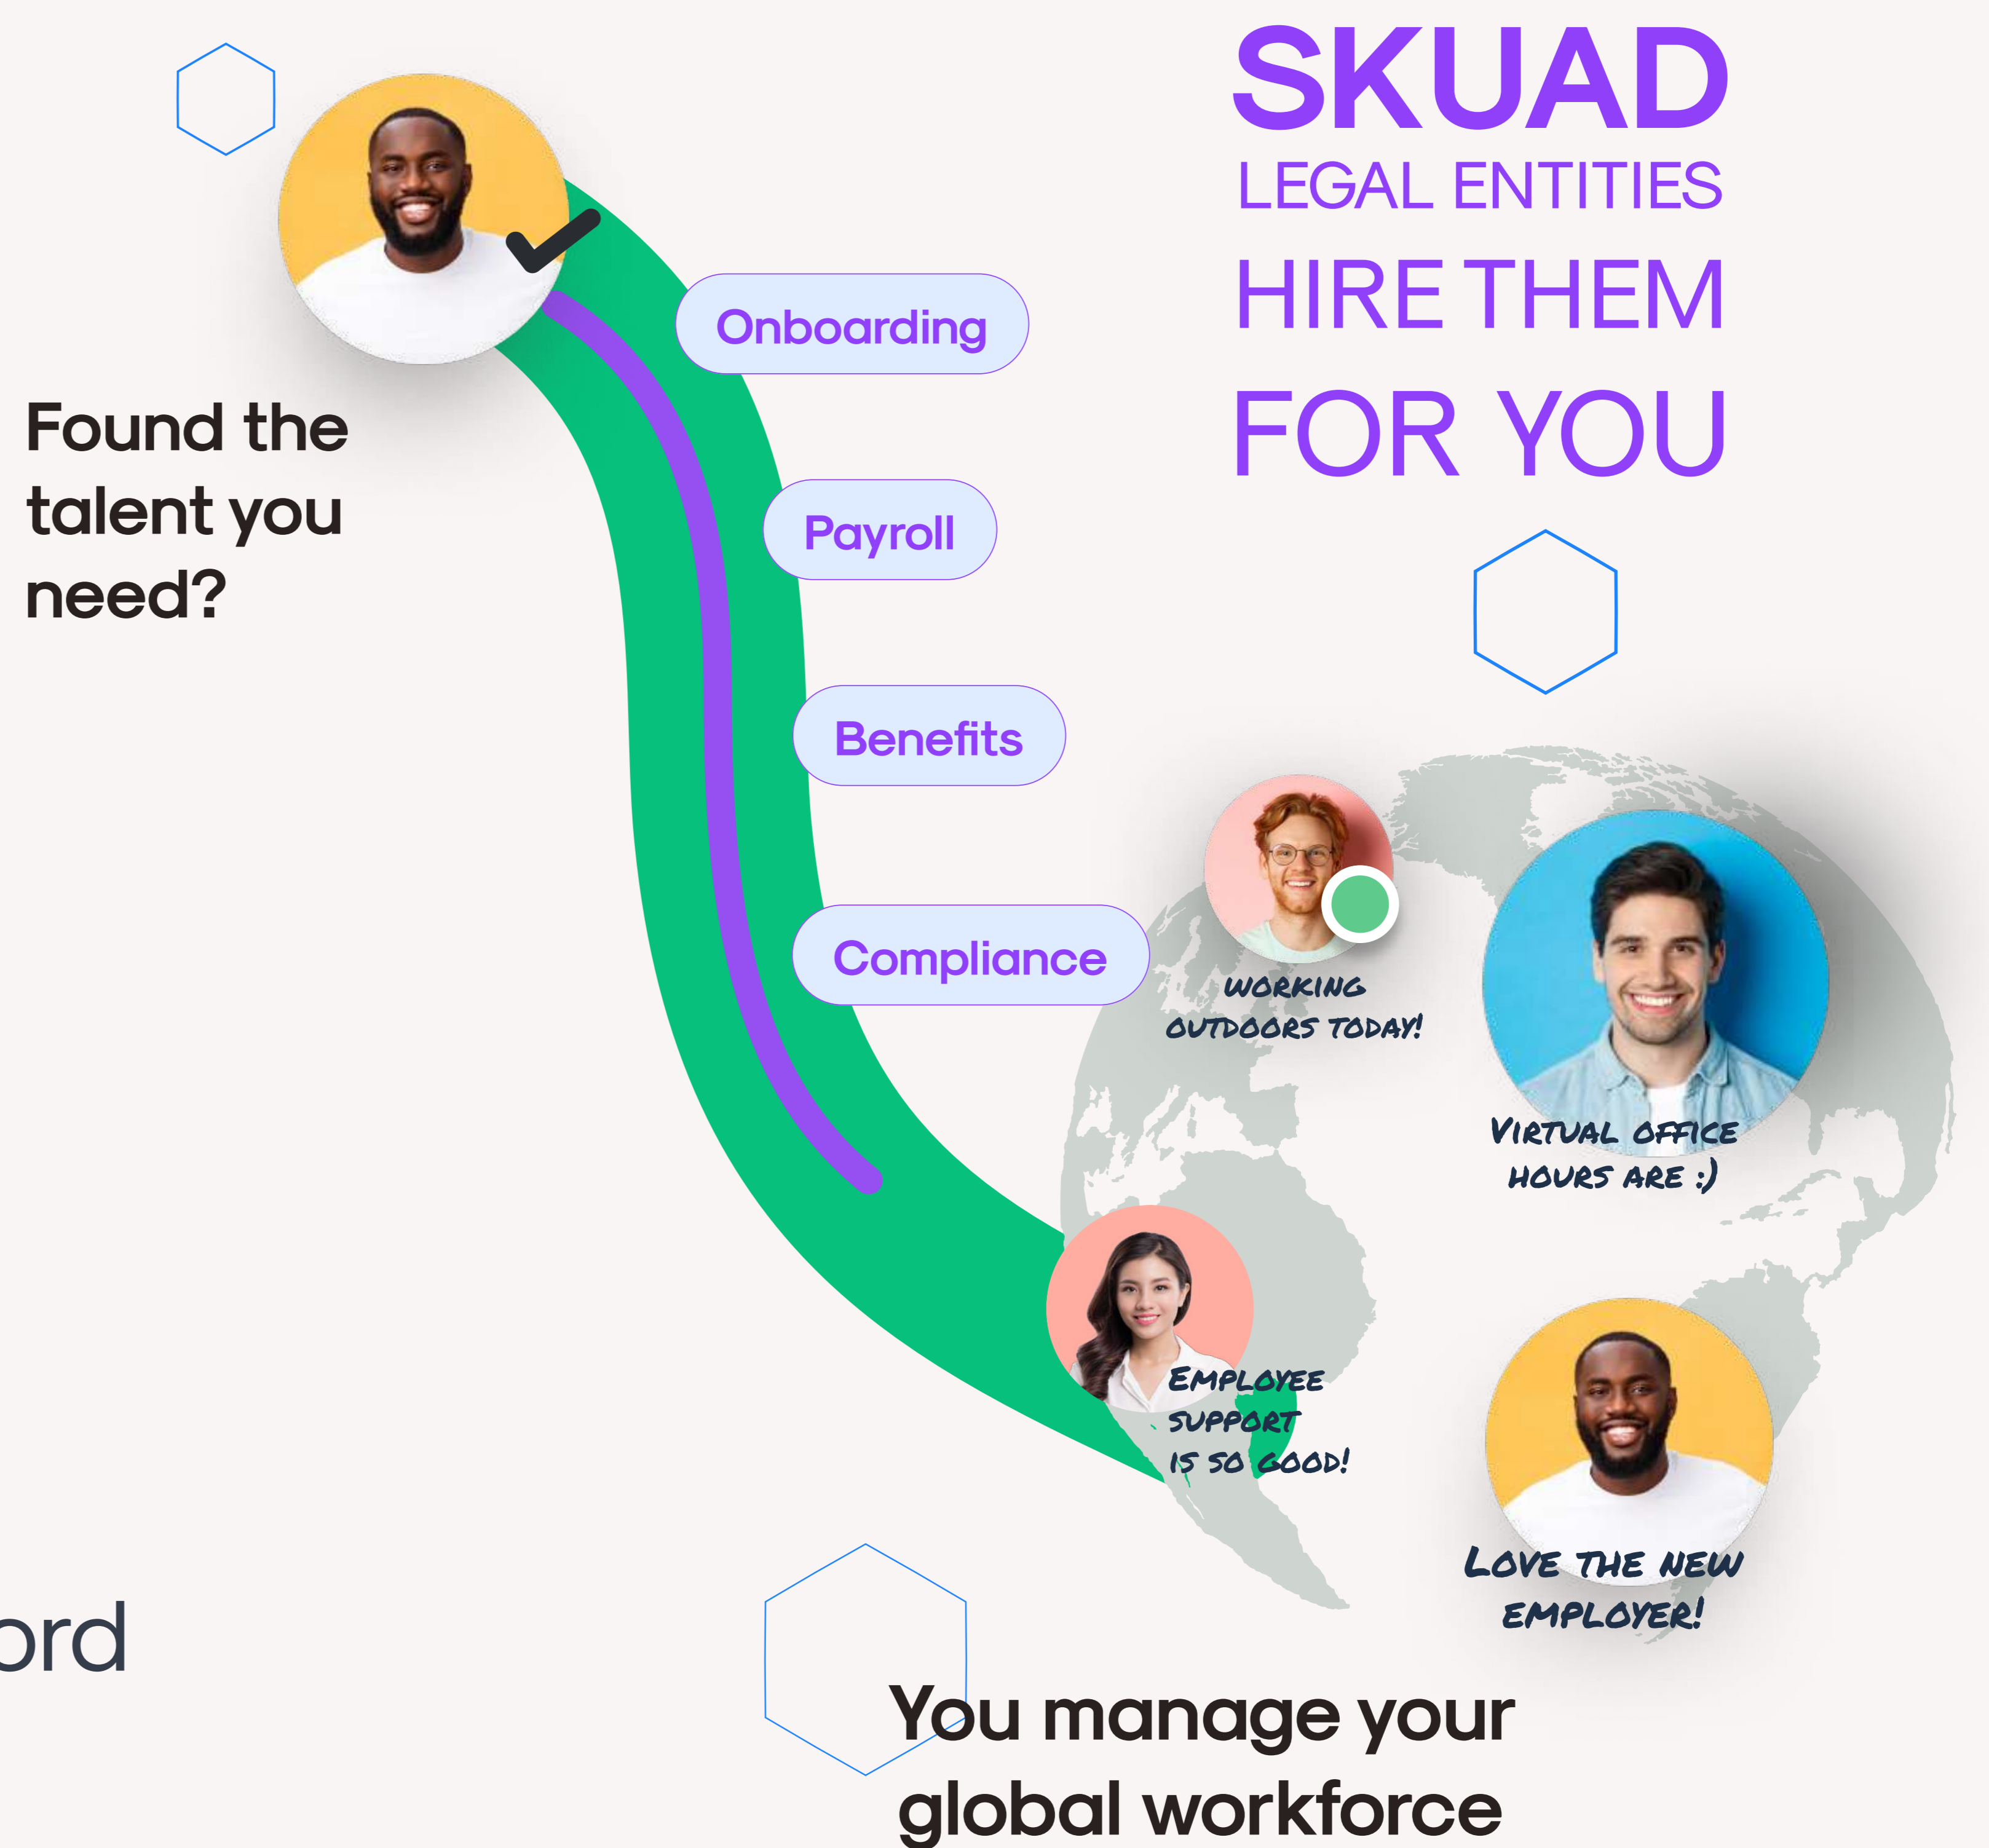 SKUAD
LEGAL ENTITIES
HIRE THEM
FOR YOU
Found the
talent you
need?
Onboarding
Payroll
Benefits
Compliance
WORKING
OUTDOORS TODAY!
VIRTUAL OFFICE
HOURS ARE :)
EMPLOYEE
SUPPORT
IS SO GOOD!
LOVE THE NEW
EMPLOYER!
You manage your
global workforce